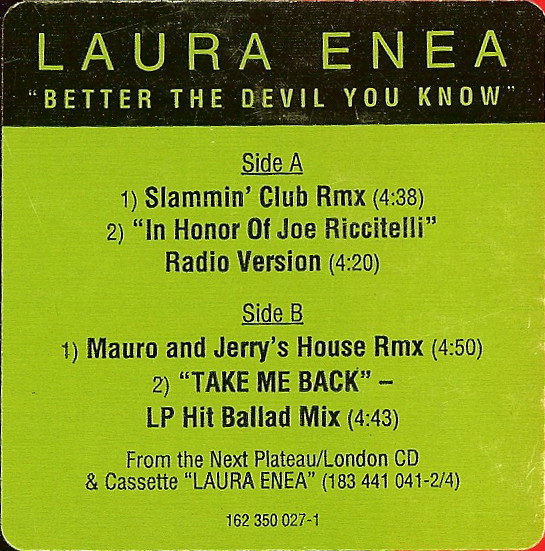 LAURA ENEA
"BETTER THE DEVIL YOU KNOW"
Side A
1) Slammin' Club Rmx (4:38)
2) "In Honor Of Joe Riccitelli"
Radio Version (4:20)
Side B
1) Mauro and Jerry's House Rmx (4:50)
2) "TAKE ME BACK" –
LP Hit Ballad Mix (4:43)
From the Next Plateau/London CD
& Cassette "LAURA ENEA" (183 441 041-2/4)
162 350 027-1